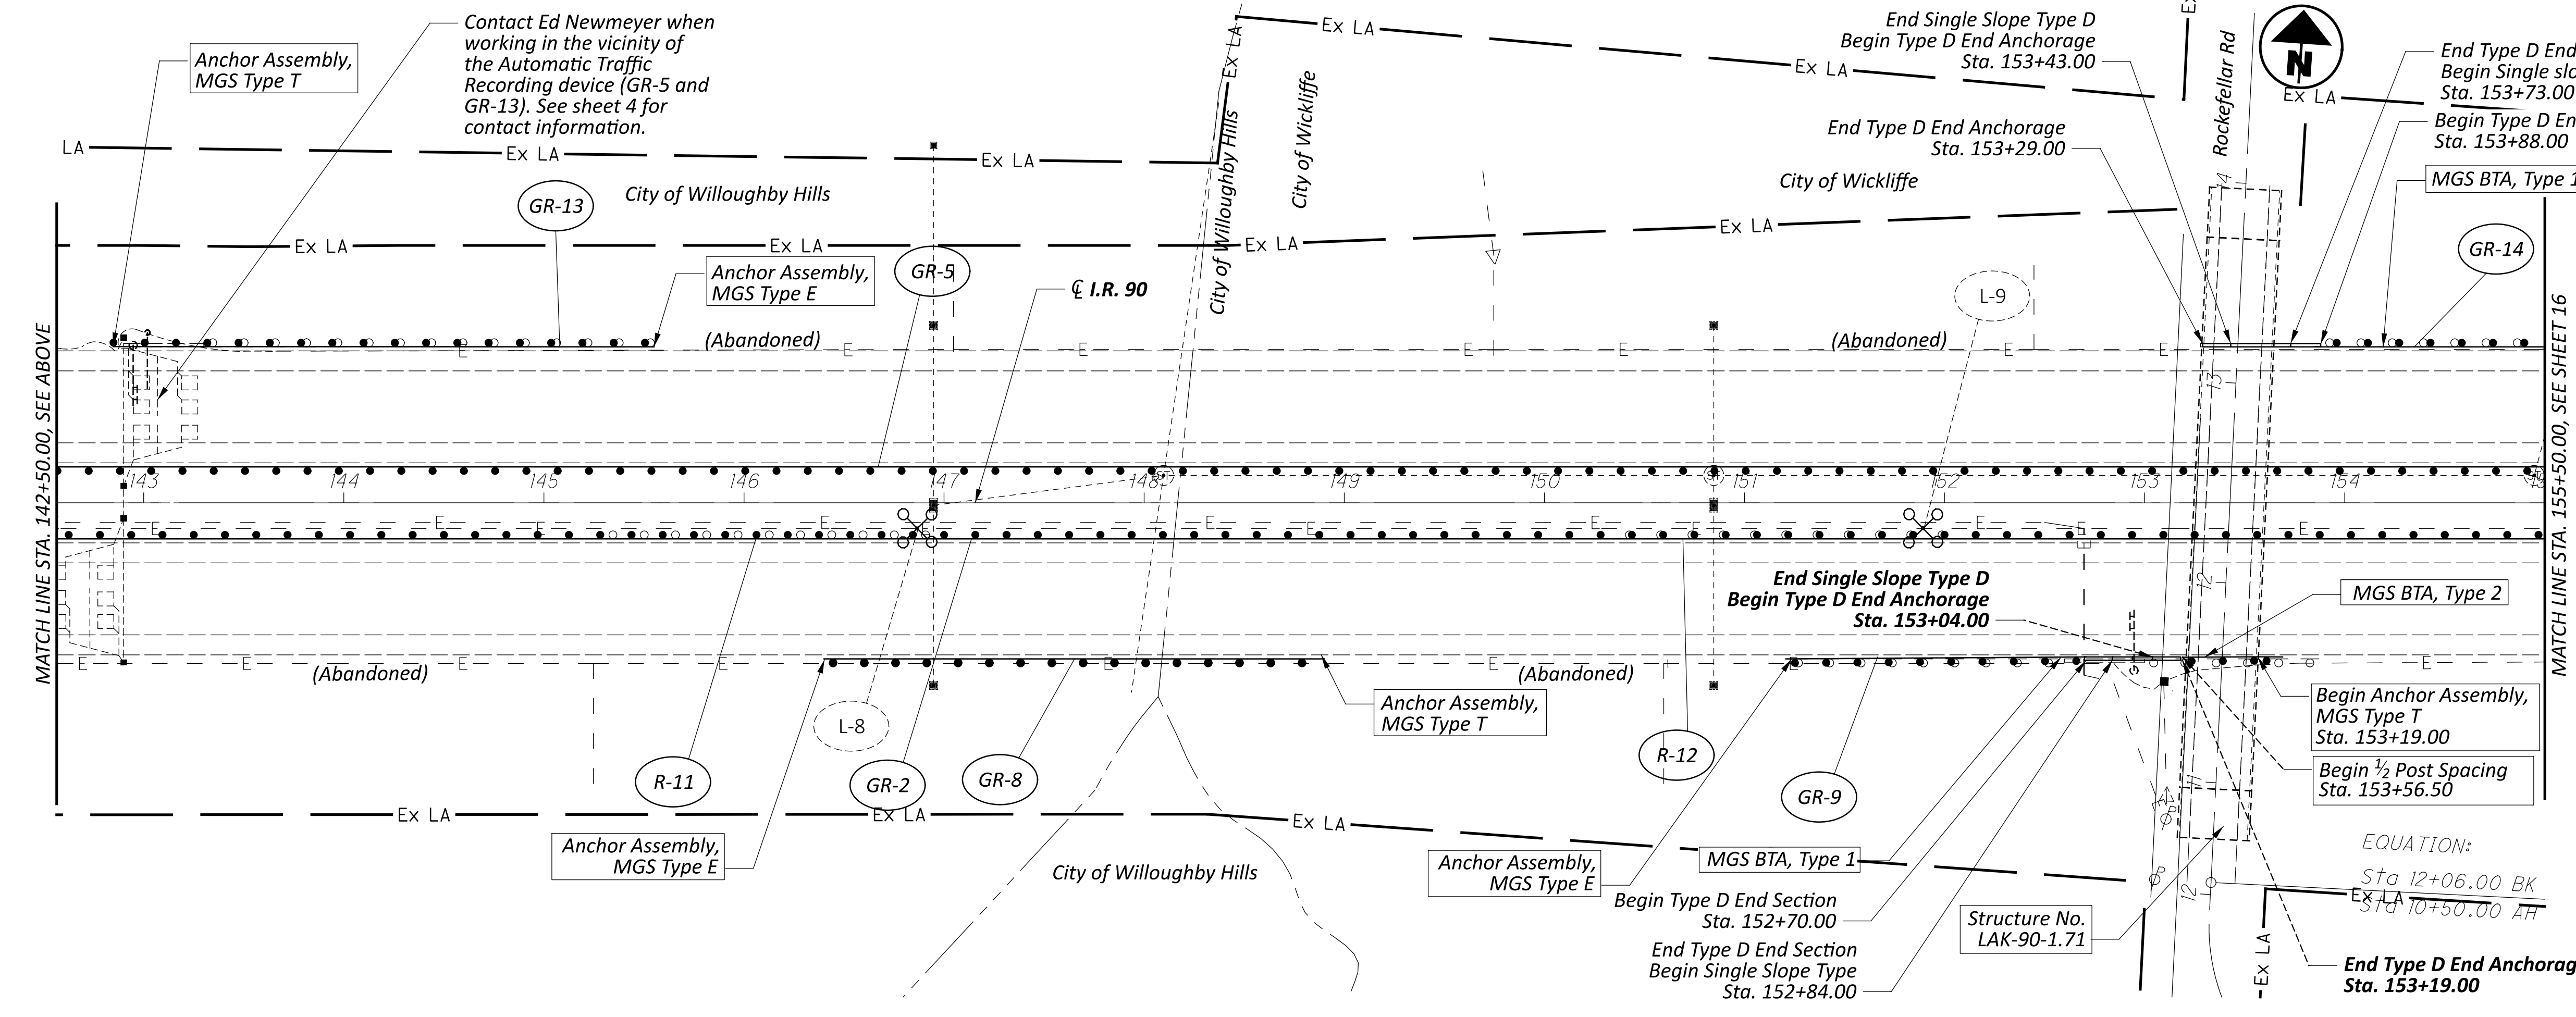 Contact Ed Newmeyer when
working in the vicinity of
the Automatic Traffic
Recording device (GR-5 and
GR-13). See sheet 4 for
contact information.
Anchor Assembly,
MGS Type T
LA
Ex LA
Ex LA
City of Willoughby Hills
GR-13
Ex LA
Ex LA
Ex LA
Anchor Assembly,
MGS Type E
GR-5
℄ I.R. 90
Ex LA
Ex LA
City of Willoughby Hills
City of Wickliffe
Ex LA
Ex LA
City of Wickliffe
Ex LA
End Single Slope Type D
Begin Type D End Anchorage
Sta. 153+43.00
End Type D End Anchorage
Sta. 153+29.00
Rockefellar Rd
N
Ex LA
End Type D End
Begin Single slo
Sta. 153+73.00
Begin Type D En
Sta. 153+88.00
MGS BTA, Type 1
GR-14
L-9
(Abandoned)
(Abandoned)
E
E
E
E
E
E
E
MATCH LINE STA. 142+50.00, SEE ABOVE
MATCH LINE STA. 155+50.00, SEE SHEET 16
14
13
12
11
12
143
144
145
146
147
148
149
150
151
152
153
154
E
E
E
E
E
E
E
E
E
E
E
E
End Single Slope Type D
Begin Type D End Anchorage
Sta. 153+04.00
MGS BTA, Type 2
E
E
E
E
E
E
E
E
(Abandoned)
(Abandoned)
Anchor Assembly,
MGS Type T
L-8
R-11
GR-2
GR-8
R-12
GR-9
Begin Anchor Assembly,
MGS Type T
Sta. 153+19.00
Begin ½ Post Spacing
Sta. 153+56.50
Ex LA
Ex LA
Ex LA
Anchor Assembly,
MGS Type E
City of Willoughby Hills
Anchor Assembly,
MGS Type E
MGS BTA, Type 1
Begin Type D End Section
Sta. 152+70.00
End Type D End Section
Begin Single Slope Type
Sta. 152+84.00
Structure No.
LAK-90-1.71
P
P
EQUATION:
Sta 12+06.00 BK
Ex LA
Sta 10+50.00 AH
Ex LA
End Type D End Anchorag
Sta. 153+19.00